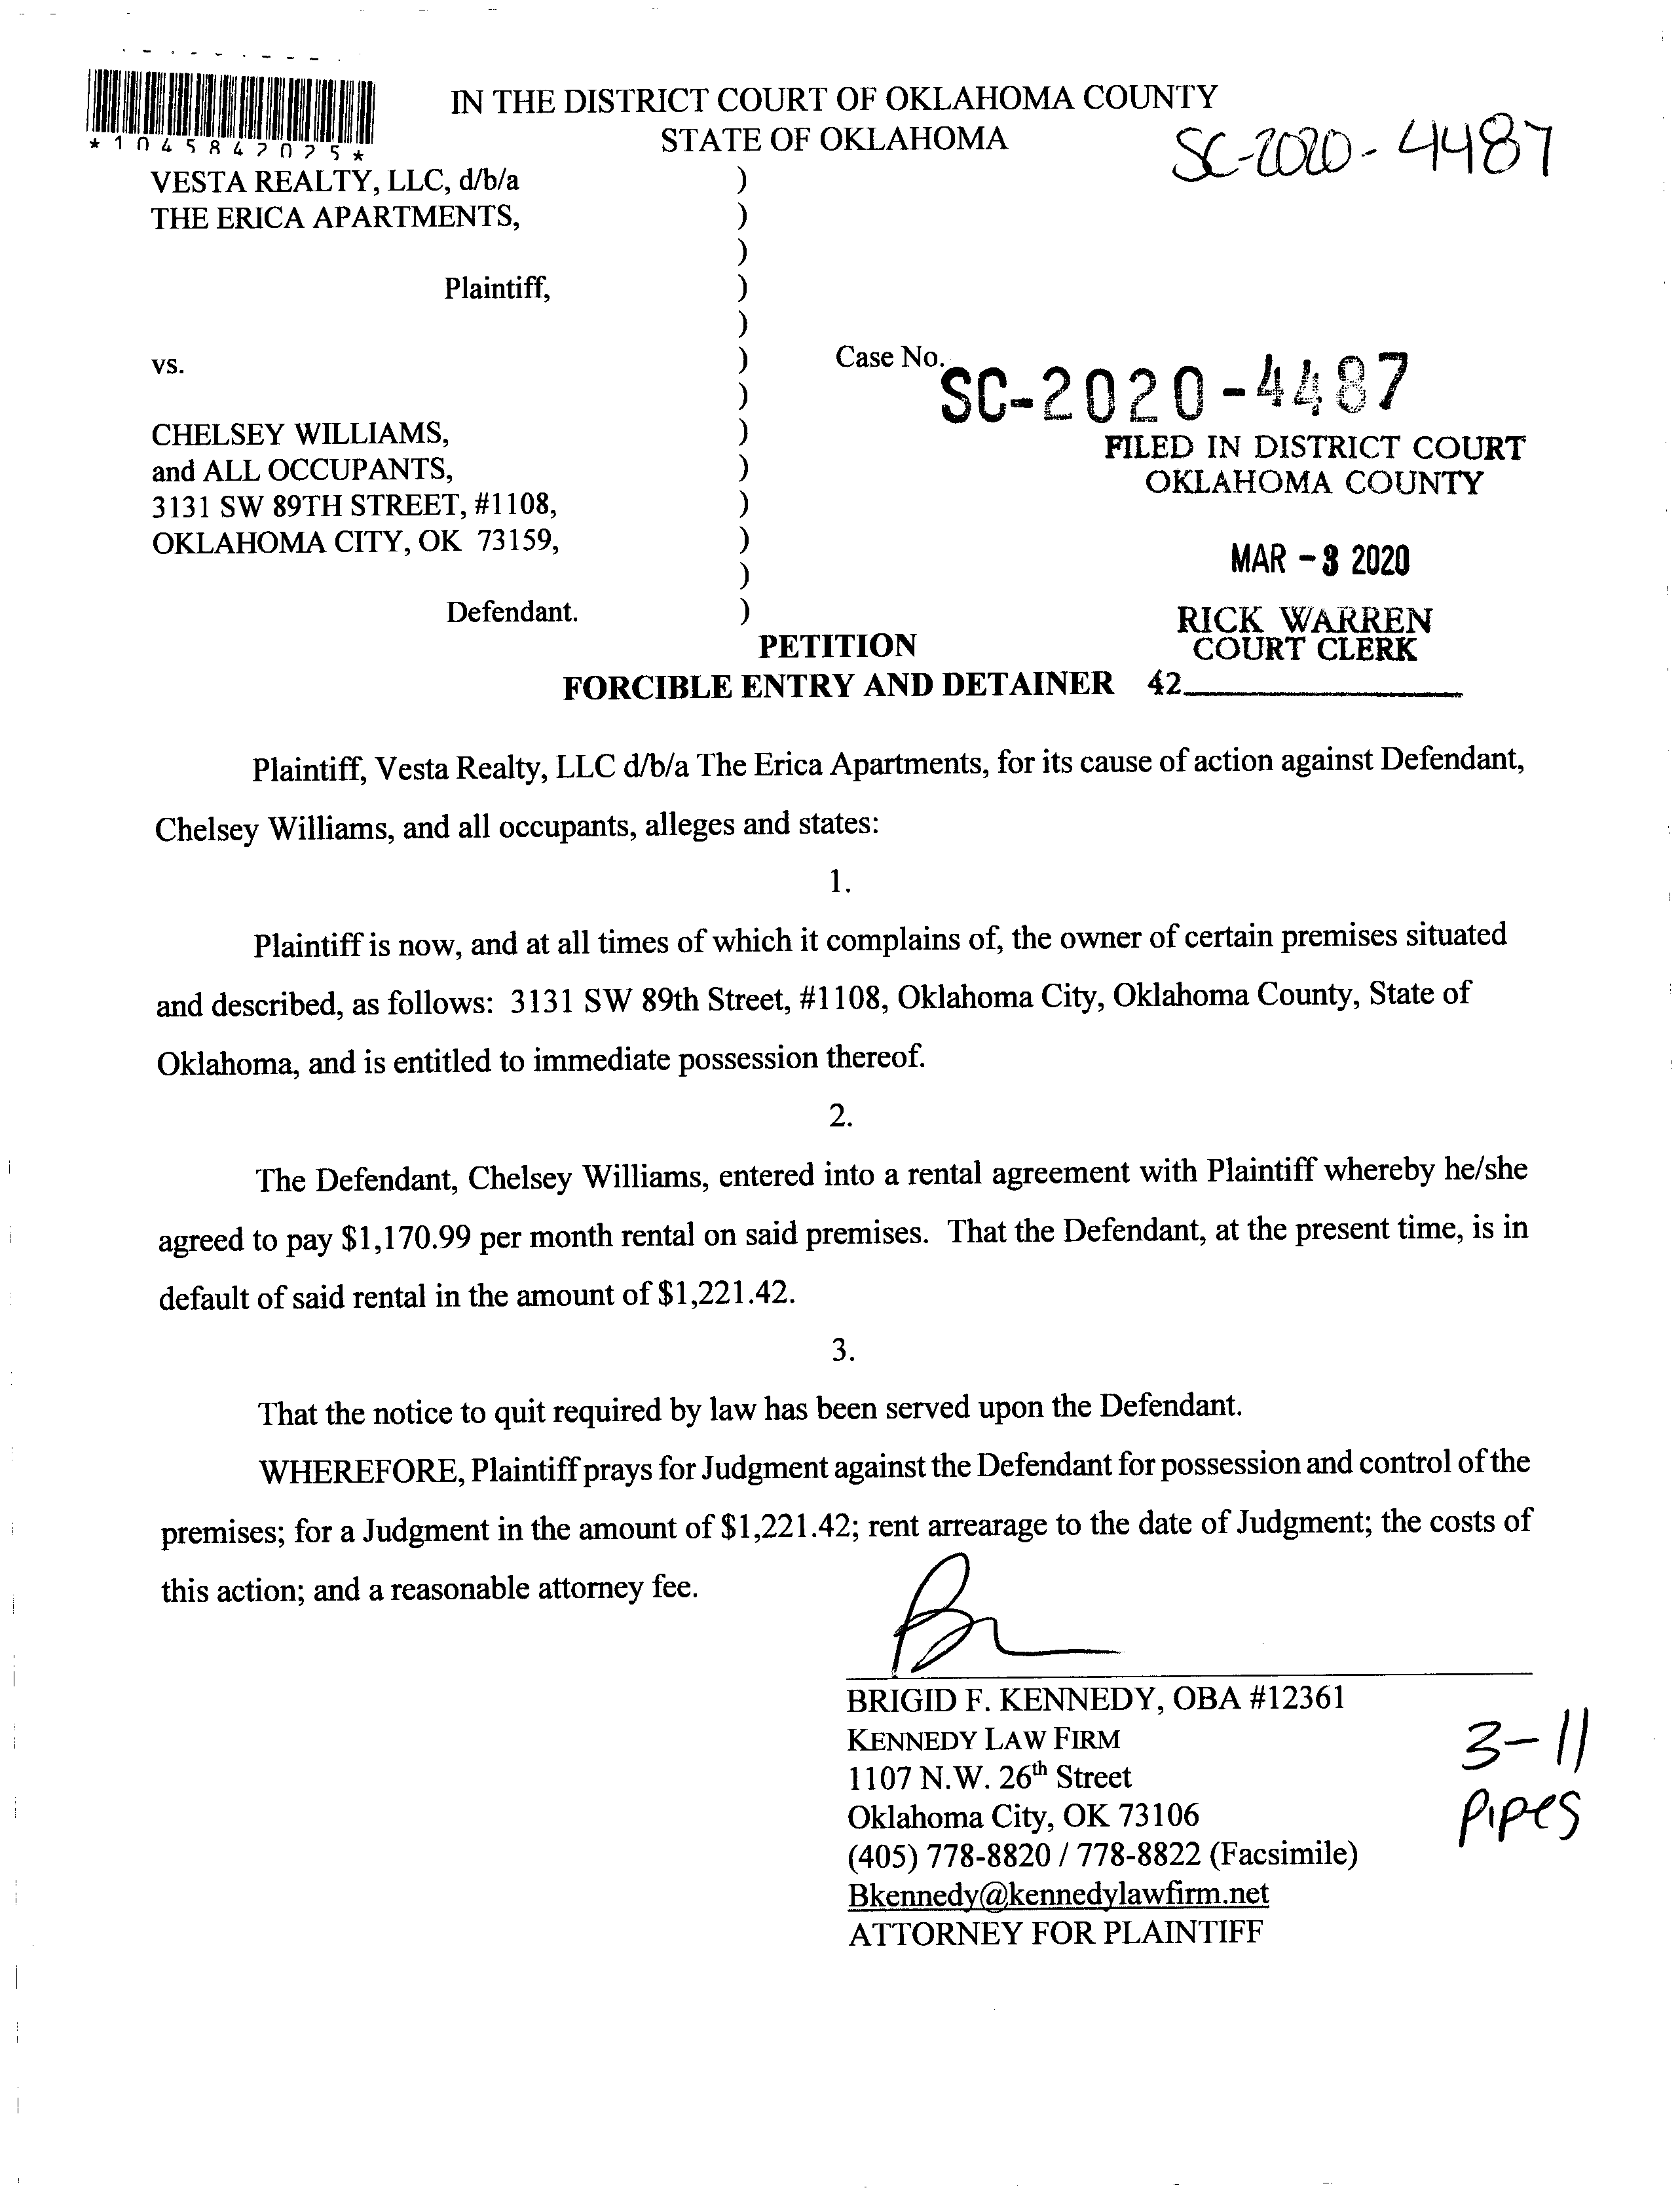 IN THE DISTRICT COURT OF OKLAHOMA COUNTY
STATE OF OKLAHOMA
SC-2020-4487
*1045842025*
VESTA REALTY, LLC, d/b/a )
THE ERICA APARTMENTS, )
)
Plaintiff, )
)
vs. ) Case No. SC-2020-4487
)
CHELSEY WILLIAMS, )
and ALL OCCUPANTS, )
3131 SW 89TH STREET, #1108, )
OKLAHOMA CITY, OK 73159, )
)
Defendant. )
FILED IN DISTRICT COURT
OKLAHOMA COUNTY
MAR -3 2020
RICK WARREN
COURT CLERK
42
PETITION
FORCIBLE ENTRY AND DETAINER
Plaintiff, Vesta Realty, LLC d/b/a The Erica Apartments, for its cause of action against Defendant,
Chelsey Williams, and all occupants, alleges and states:
1.
Plaintiff is now, and at all times of which it complains of, the owner of certain premises situated
and described, as follows: 3131 SW 89th Street, #1108, Oklahoma City, Oklahoma County, State of
Oklahoma, and is entitled to immediate possession thereof.
2.
The Defendant, Chelsey Williams, entered into a rental agreement with Plaintiff whereby he/she
agreed to pay $1,170.99 per month rental on said premises. That the Defendant, at the present time, is in
default of said rental in the amount of $1,221.42.
3.
That the notice to quit required by law has been served upon the Defendant.
WHEREFORE, Plaintiff prays for Judgment against the Defendant for possession and control of the
premises; for a Judgment in the amount of $1,221.42; rent arrearage to the date of Judgment; the costs of
this action; and a reasonable attorney fee.
BRIGID F. KENNEDY, OBA #12361
KENNEDY LAW FIRM
1107 N.W. 26th Street
Oklahoma City, OK 73106
(405) 778-8820 / 778-8822 (Facsimile)
Bkennedy@kennedylawfirm.net
ATTORNEY FOR PLAINTIFF
3-11
Pipes